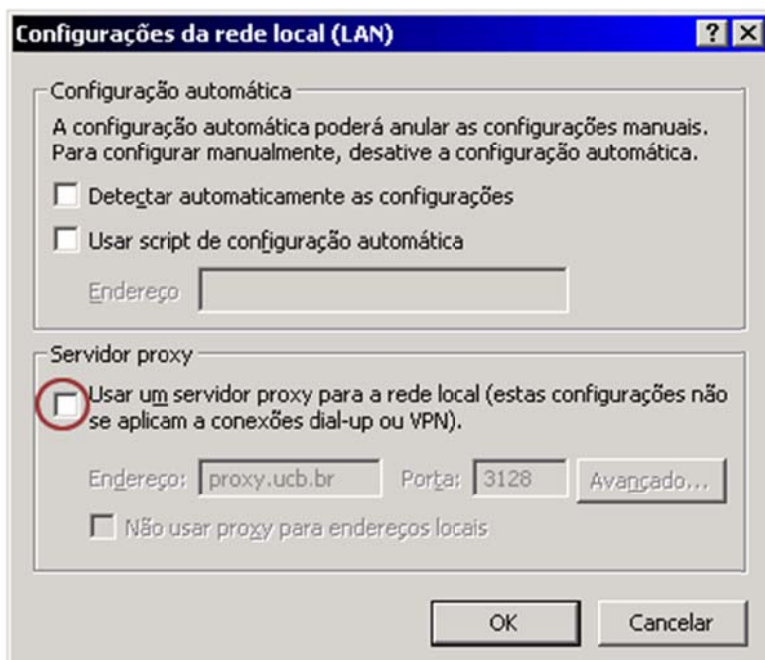 Configurações da rede local (LAN)
Configuração automática
A configuração automática poderá anular as configurações manuais.
Para configurar manualmente, desative a configuração automática.
Detectar automaticamente as configurações
Usar script de configuração automática
Endereço
Servidor proxy
Usar um servidor proxy para a rede local (estas configurações não
se aplicam a conexões dial-up ou VPN).
Endereço: proxy.ucb.br Porta: 3128 Avançado...
Não usar proxy para endereços locais
OK Cancelar